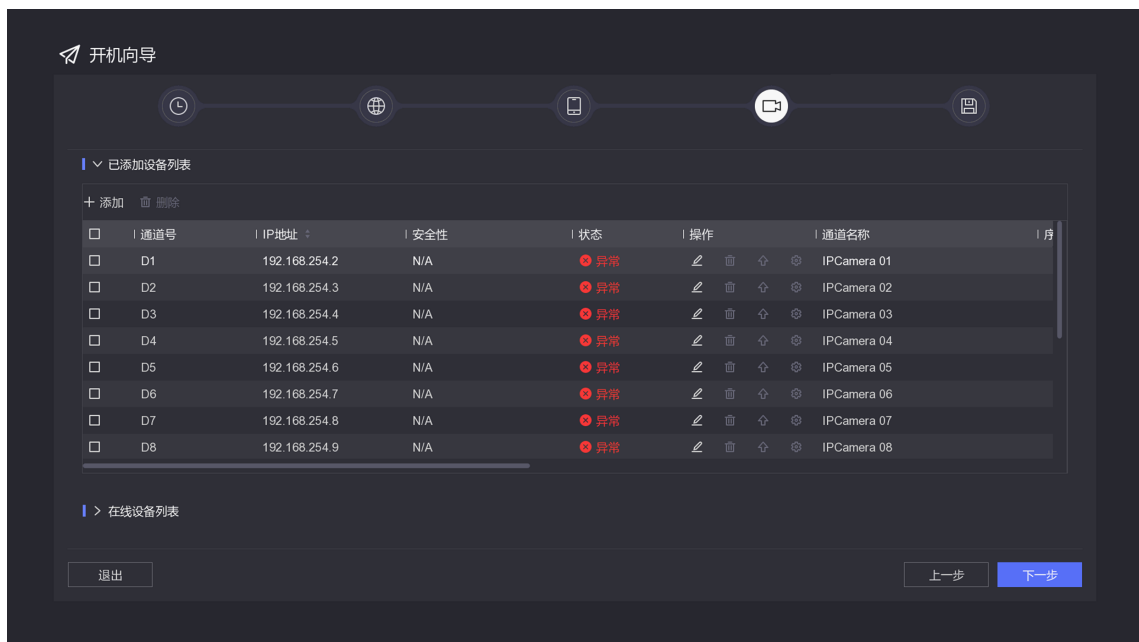 开机向导
已添加设备列表
添加 删除
通道号 IP地址 安全性 状态 操作 通道名称 序
D1 192.168.254.2 N/A 异常 IPCamera 01
D2 192.168.254.3 N/A 异常 IPCamera 02
D3 192.168.254.4 N/A 异常 IPCamera 03
D4 192.168.254.5 N/A 异常 IPCamera 04
D5 192.168.254.6 N/A 异常 IPCamera 05
D6 192.168.254.7 N/A 异常 IPCamera 06
D7 192.168.254.8 N/A 异常 IPCamera 07
D8 192.168.254.9 N/A 异常 IPCamera 08
在线设备列表
退出 上一步 下一步